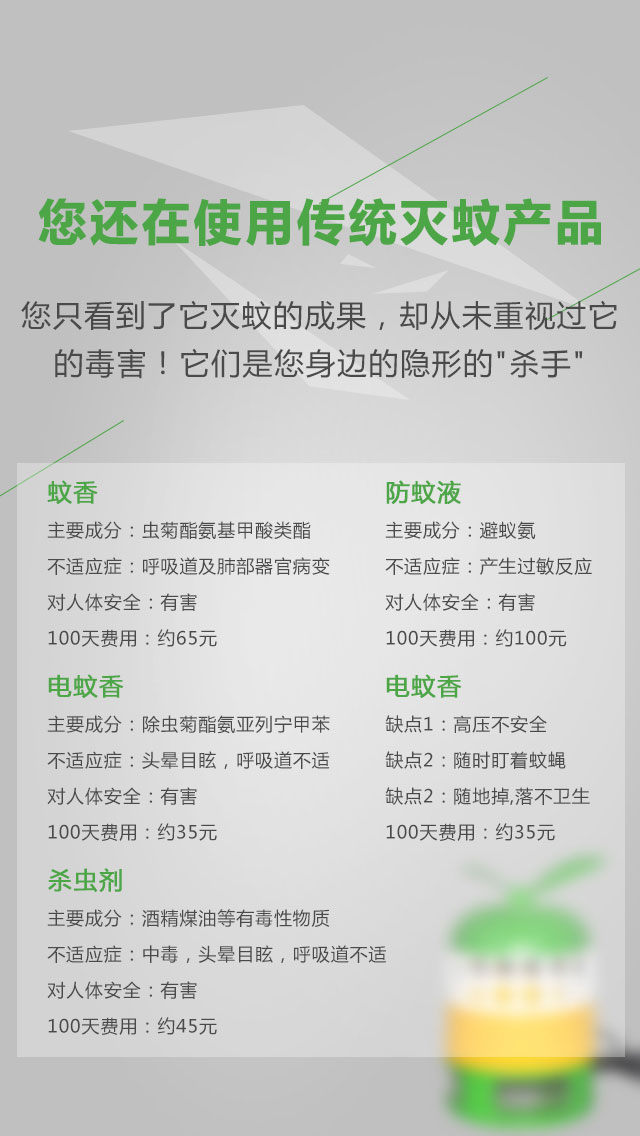 您还在使用传统灭蚊产品
您只看到了它灭蚊的成果，却从未重视过它
的毒害！它们是您身边的隐形的"杀手"
蚊香
主要成分：虫菊酯氨基甲酸类酯
不适应症：呼吸道及肺部器官病变
对人体安全：有害
100天费用：约65元
防蚊液
主要成分：避蚁氨
不适应症：产生过敏反应
对人体安全：有害
100天费用：约100元
电蚊香
主要成分：除虫菊酯氨亚列宁甲苯
不适应症：头晕目眩，呼吸道不适
对人体安全：有害
100天费用：约35元
电蚊香
缺点1：高压不安全
缺点2：随时盯着蚊蝇
缺点2：随地掉,落不卫生
100天费用：约35元
杀虫剂
主要成分：酒精煤油等有毒性物质
不适应症：中毒，头晕目眩，呼吸道不适
对人体安全：有害
100天费用：约45元